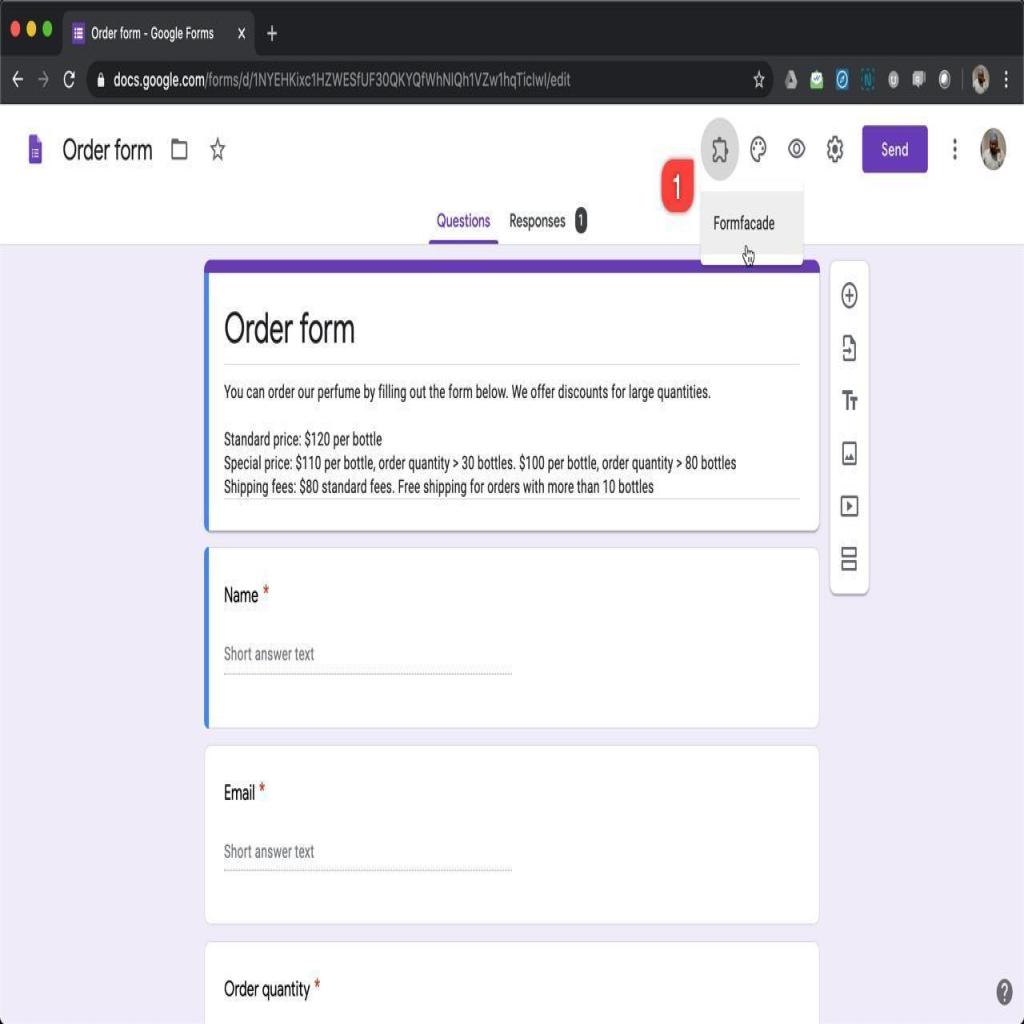 Order form - Google Forms
docs.google.com/forms/d/1NYEHKixc1HZWESfUF30QKYQfWhNIQh1VZw1hqTicIwI/edit
Order form
Send
1
Formfacade
Questions Responses 1
Order form
You can order our perfume by filling out the form below. We offer discounts for large quantities.
Standard price: $120 per bottle
Special price: $110 per bottle, order quantity > 30 bottles. $100 per bottle, order quantity > 80 bottles
Shipping fees: $80 standard fees. Free shipping for orders with more than 10 bottles
Name *
Short answer text
Email *
Short answer text
Order quantity *